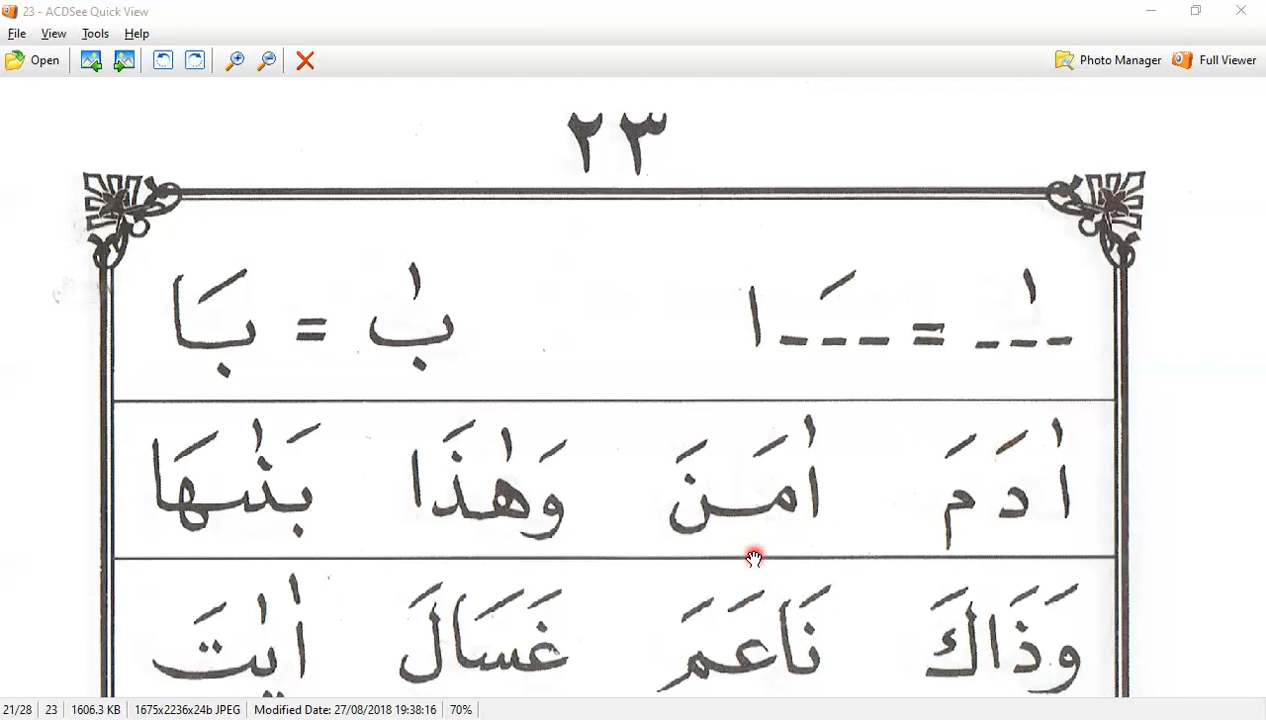 23 - ACDSee Quick View
File View Tools Help
Open Photo Manager Full Viewer
٢٣
ـٰـ = ـَـا بٰ = بَا
اٰدَمَ اٰمَنَ وَهٰذَا بَنٰىهَا
وَذَاكَ نَاعَمَ غَسَالَ اٰيٰتَ
21/28 23 1606.3 KB 1675x2236x24b JPEG Modified Date: 27/08/2018 19:38:16 70%